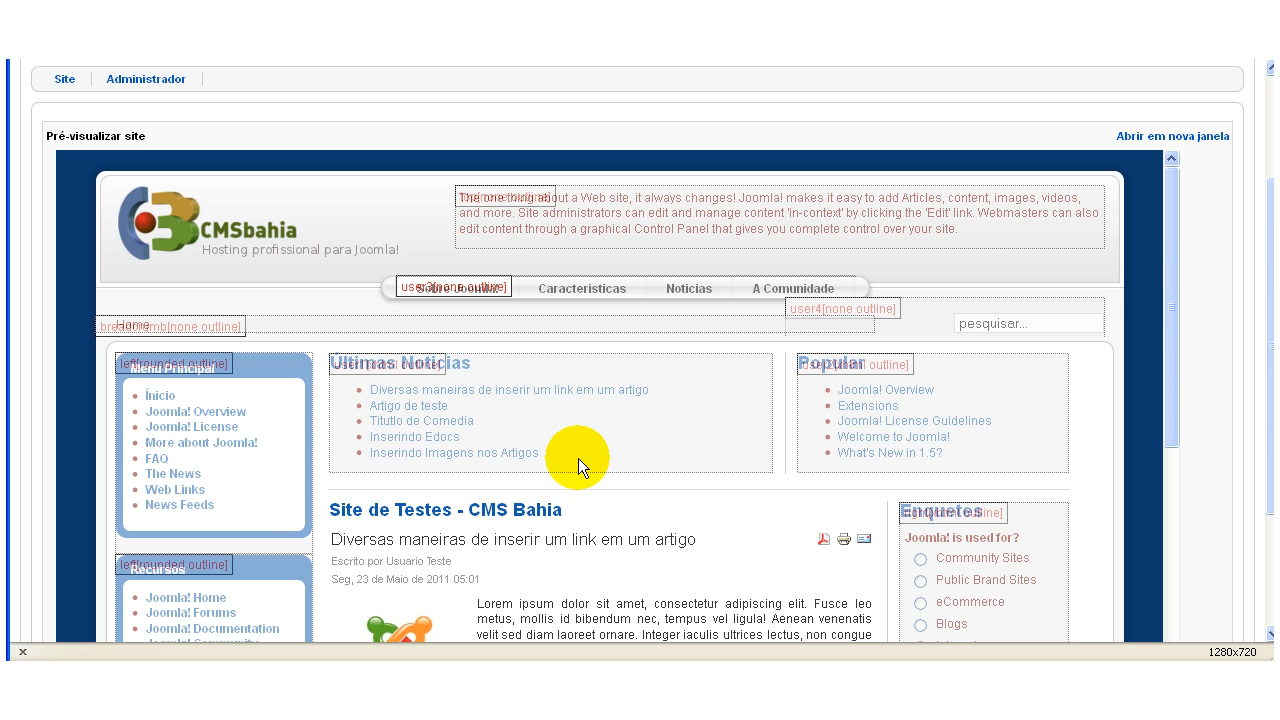 Site
Administrador
Pré-visualizar site
Abrir em nova janela
CMSbahia
Hosting profissional para Joomla!
The one thing about a Web site, it always changes! Joomla! makes it easy to add Articles, content, images, videos,
and more. Site administrators can edit and manage content 'in-context' by clicking the 'Edit' link. Webmasters can also
edit content through a graphical Control Panel that gives you complete control over your site.
user3[none outline]
Sobre Joomla!
Caracteristicas
Noticias
A Comunidade
user4[none outline]
Home
breadcrumb[none outline]
pesquisar...
left[rounded outline]
Menu Principal
Ínicio
Joomla! Overview
Joomla! License
More about Joomla!
FAQ
The News
Web Links
News Feeds
Últimas Noticias
Diversas maneiras de inserir um link em um artigo
Artigo de teste
Titutlo de Comedia
Inserindo Edocs
Inserindo Imagens nos Artigos
Popular
Joomla! Overview
Extensions
Joomla! License Guidelines
Welcome to Joomla!
What's New in 1.5?
left[rounded outline]
Recursos
Joomla! Home
Joomla! Forums
Joomla! Documentation
Site de Testes - CMS Bahia
Diversas maneiras de inserir um link em um artigo
Escrito por Usuario Teste
Seg, 23 de Maio de 2011 05:01
Lorem ipsum dolor sit amet, consectetur adipiscing elit. Fusce leo
metus, mollis id bibendum nec, tempus vel ligula! Aenean venenatis
velit sed diam laoreet ornare. Integer iaculis ultrices lectus, non congue
Enquetes
Joomla! is used for?
Community Sites
Public Brand Sites
eCommerce
Blogs
1280x720